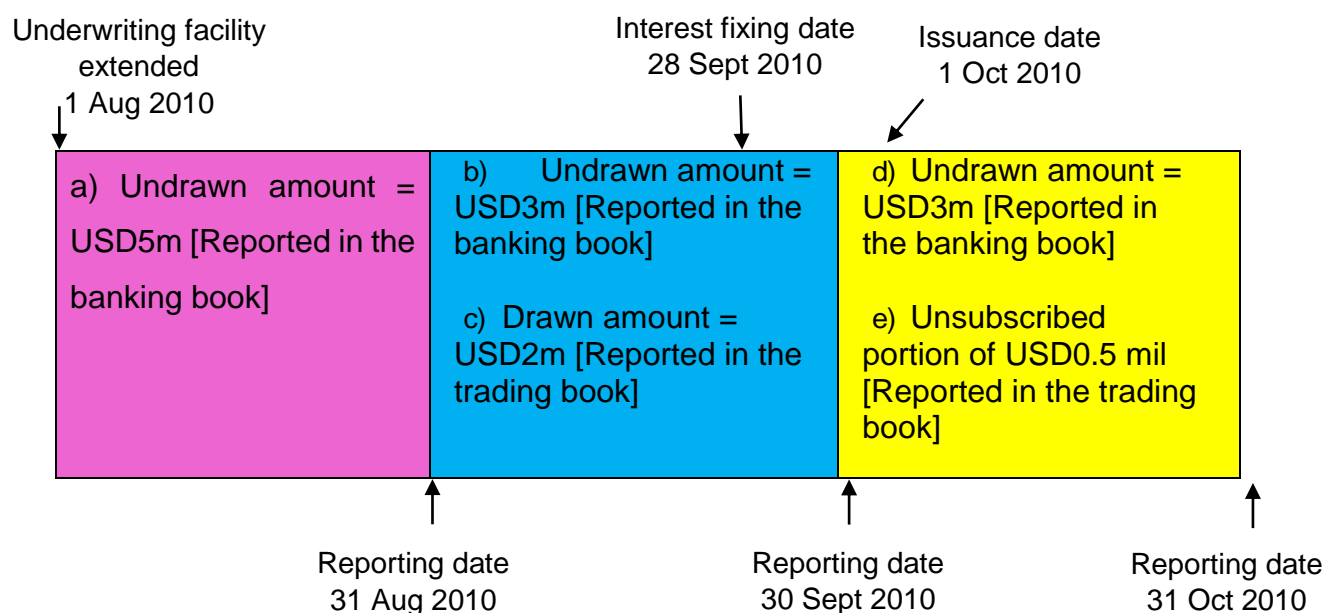 Underwriting facility
extended
1 Aug 2010
Interest fixing date
28 Sept 2010
Issuance date
1 Oct 2010
a) Undrawn amount =
USD5m [Reported in the
banking book]
b) Undrawn amount =
USD3m [Reported in the
banking book]
c) Drawn amount =
USD2m [Reported in the
trading book]
d) Undrawn amount =
USD3m [Reported in
the banking book]
e) Unsubscribed
portion of USD0.5 mil
[Reported in the trading
book]
Reporting date
31 Aug 2010
Reporting date
30 Sept 2010
Reporting date
31 Oct 2010